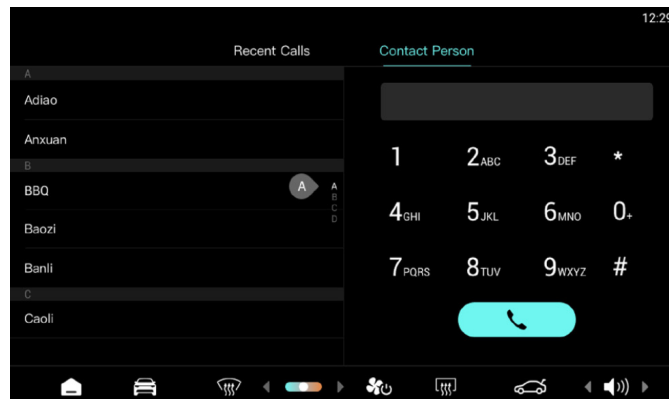 12:29
Recent Calls Contact Person
A
Adiao
Anxuan
B
BBQ
Baozi
Banli
C
Caoli
A
A
B
C
D
1 2ABC 3DEF *
4GHI 5JKL 6MNO 0+
7PQRS 8TUV 9WXYZ #